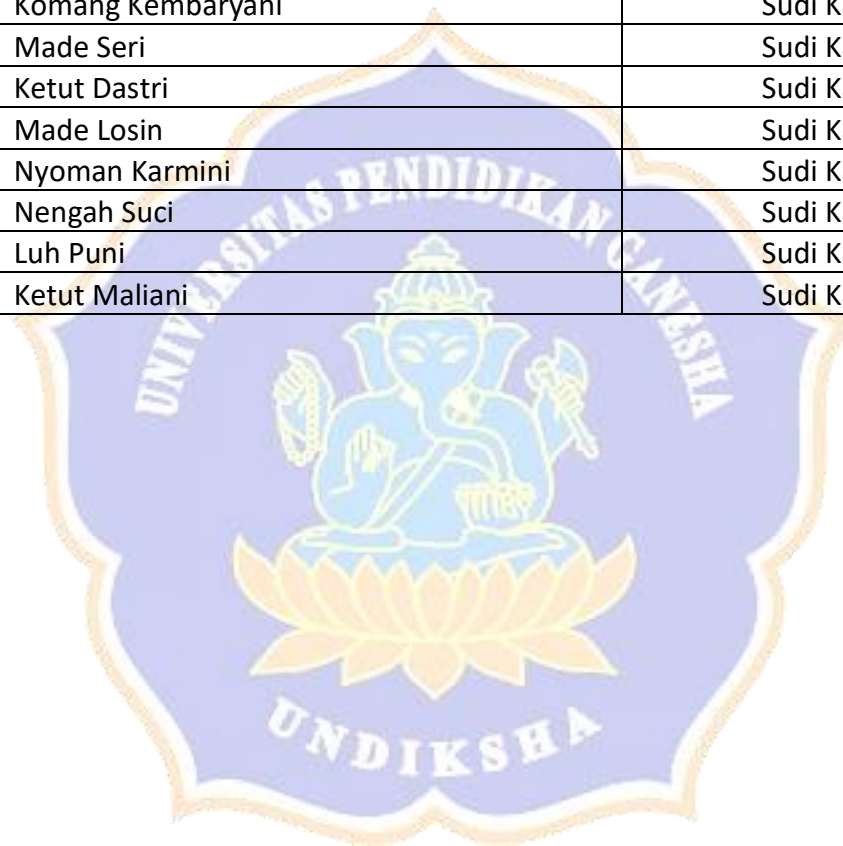 Komang Kembaryani Sudi K
Made Seri Sudi K
Ketut Dastri Sudi K
Made Losin Sudi K
Nyoman Karmini Sudi K
Nengah Suci Sudi K
Luh Puni Sudi K
Ketut Maliani Sudi K
UNIVERSITAS PENDIDIKAN GANESHA
UNDIKSHA